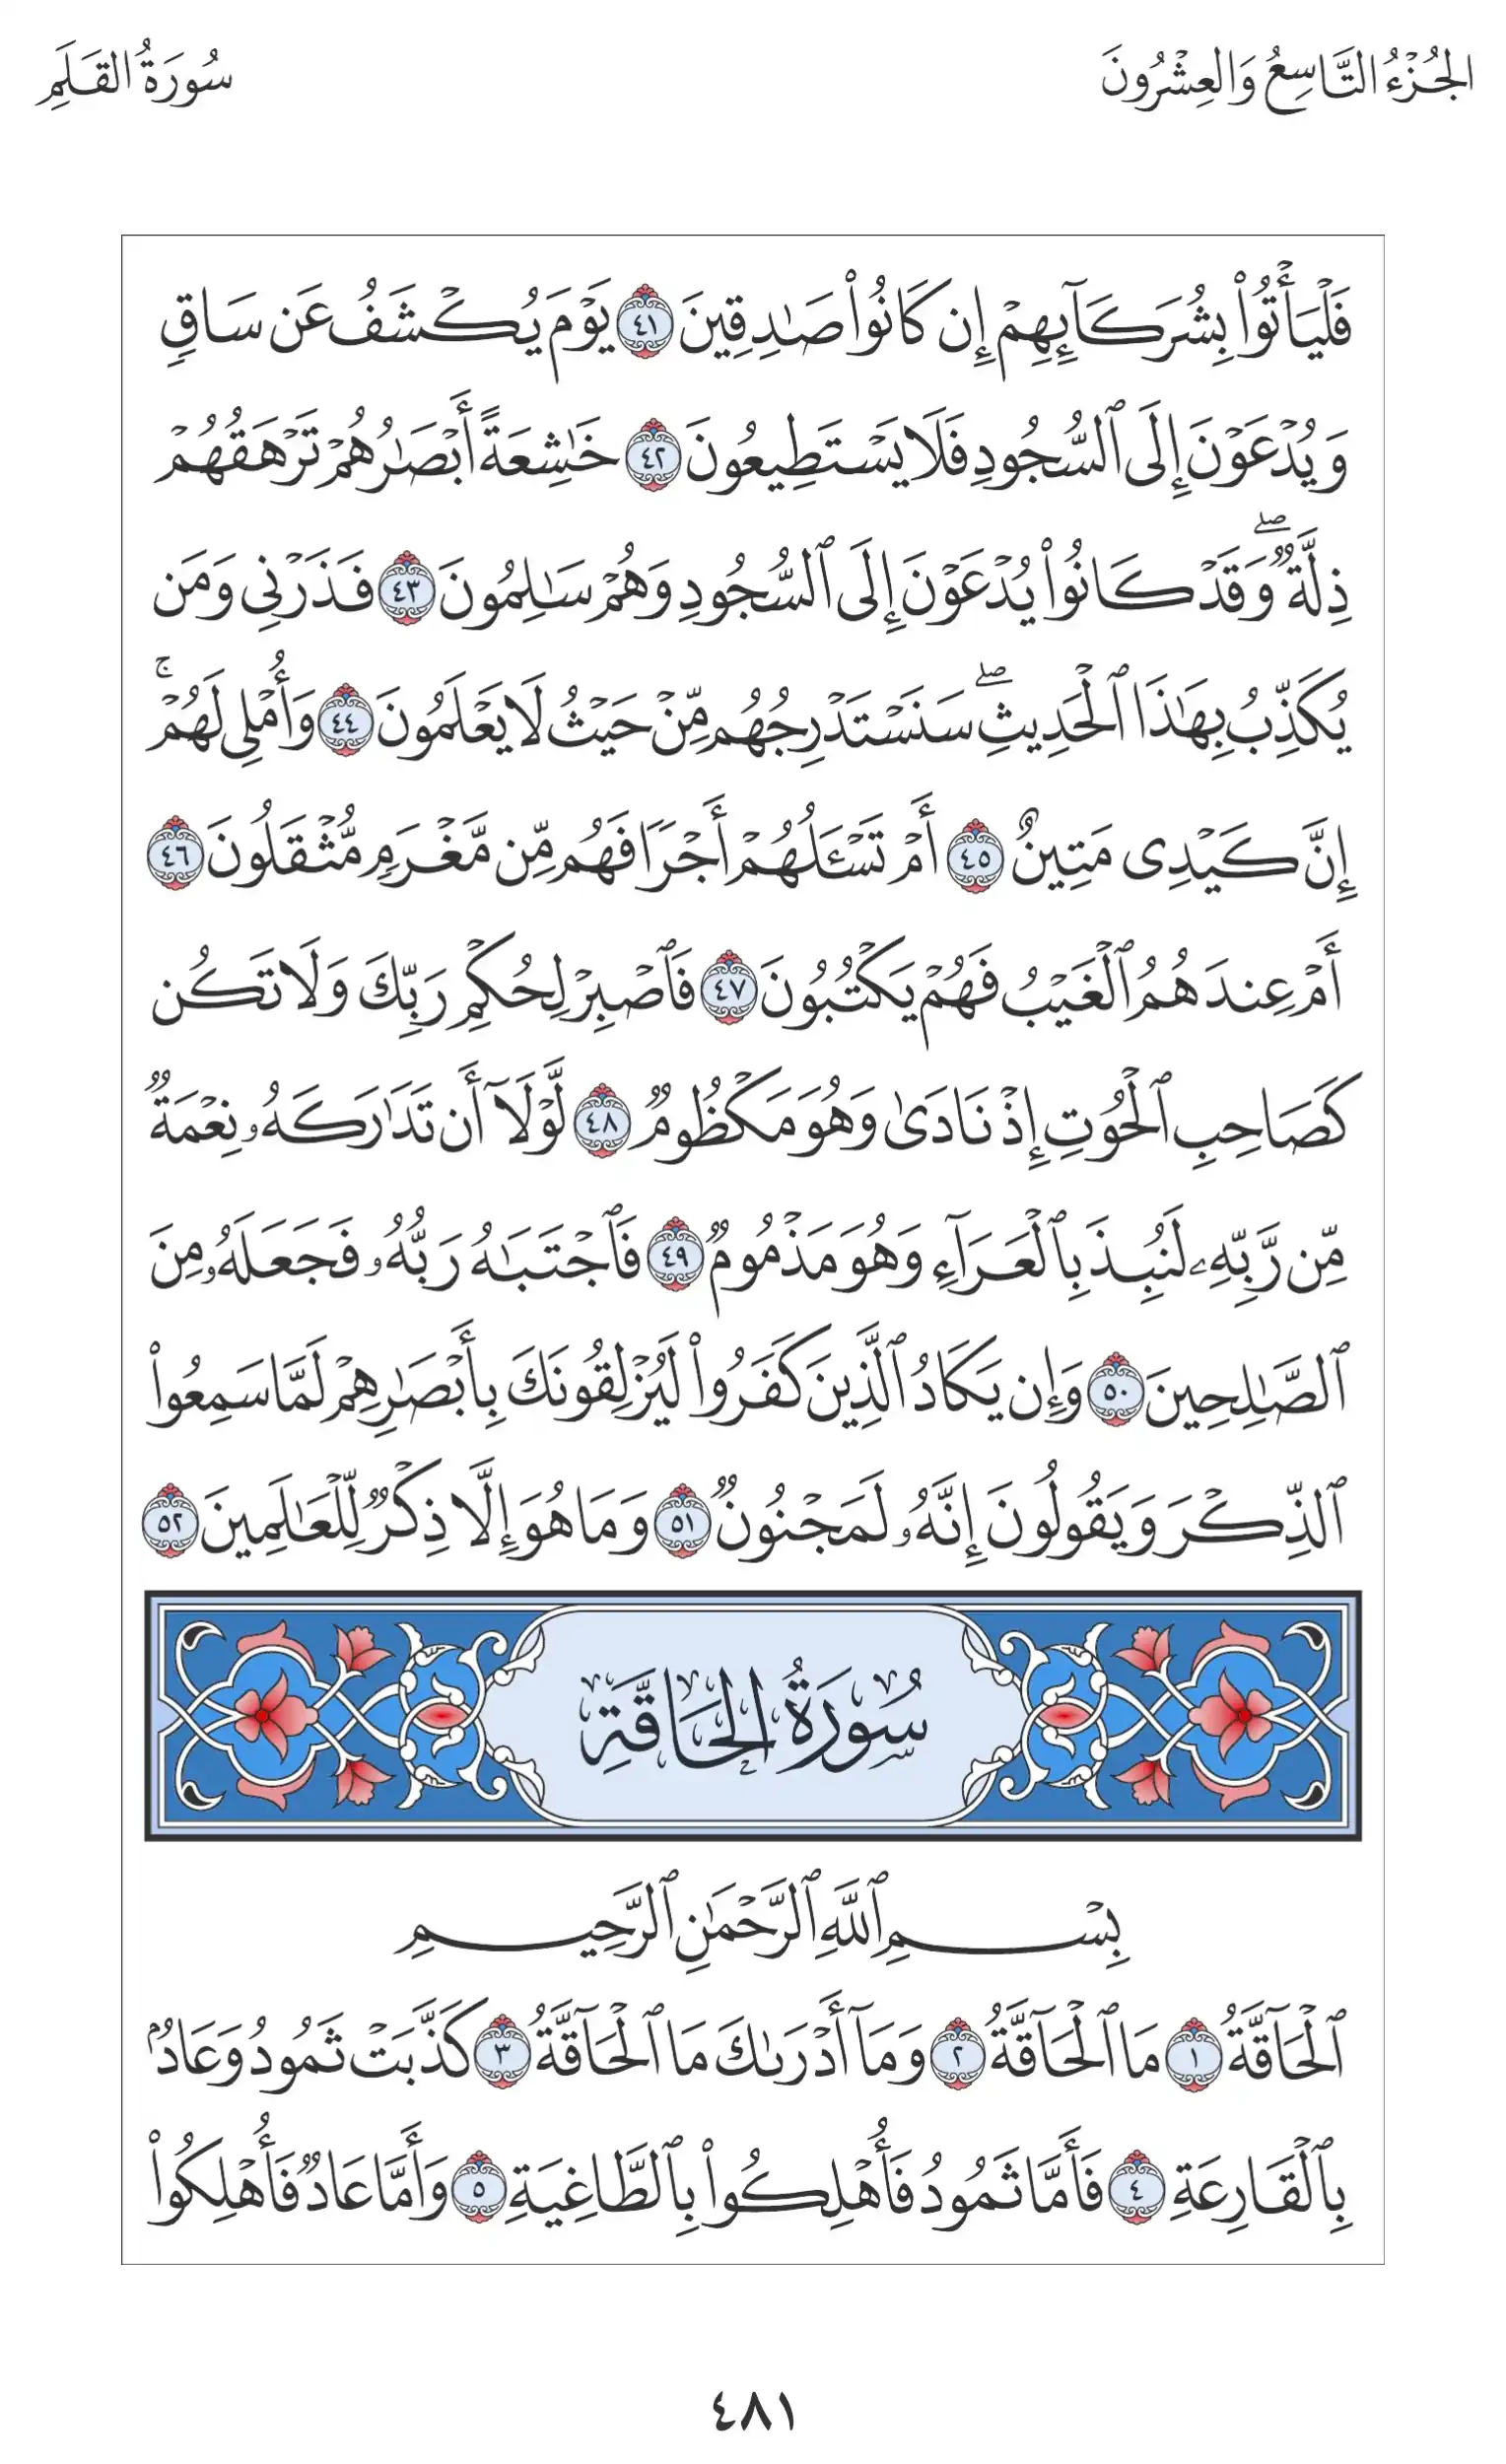 الجُزْءُ التَّاسِعُ وَالعِشْرُونَ
سُورَةُ القَلَمِ
فَلْيَأْتُوا۟ بِشُرَكَآئِهِمْ إِن كَانُوا۟ صَـٰدِقِينَ ٤١ يَوْمَ يُكْشَفُ عَن سَاقٍ
وَيُدْعَوْنَ إِلَى ٱلسُّجُودِ فَلَا يَسْتَطِيعُونَ ٤٢ خَـٰشِعَةً أَبْصَـٰرُهُمْ تَرْهَقُهُمْ
ذِلَّةٌ ۖ وَقَدْ كَانُوا۟ يُدْعَوْنَ إِلَى ٱلسُّجُودِ وَهُمْ سَـٰلِمُونَ ٤٣ فَذَرْنِى وَمَن
يُكَذِّبُ بِهَـٰذَا ٱلْحَدِيثِ ۖ سَنَسْتَدْرِجُهُم مِّنْ حَيْثُ لَا يَعْلَمُونَ ٤٤ وَأُمْلِى لَهُمْ ۚ
إِنَّ كَيْدِى مَتِينٌ ٤٥ أَمْ تَسْـَٔلُهُمْ أَجْرًا فَهُم مِّن مَّغْرَمٍ مُّثْقَلُونَ ٤٦
أَمْ عِندَهُمُ ٱلْغَيْبُ فَهُمْ يَكْتُبُونَ ٤٧ فَٱصْبِرْ لِحُكْمِ رَبِّكَ وَلَا تَكُن
كَصَاحِبِ ٱلْحُوتِ إِذْ نَادَىٰ وَهُوَ مَكْظُومٌ ٤٨ لَّوْلَآ أَن تَدَٰرَكَهُۥ نِعْمَةٌ
مِّن رَّبِّهِۦ لَنُبِذَ بِٱلْعَرَآءِ وَهُوَ مَذْمُومٌ ٤٩ فَٱجْتَبَـٰهُ رَبُّهُۥ فَجَعَلَهُۥ مِنَ
ٱلصَّـٰلِحِينَ ٥٠ وَإِن يَكَادُ ٱلَّذِينَ كَفَرُوا۟ لَيُزْلِقُونَكَ بِأَبْصَـٰرِهِمْ لَمَّا سَمِعُوا۟
ٱلذِّكْرَ وَيَقُولُونَ إِنَّهُۥ لَمَجْنُونٌ ٥١ وَمَا هُوَ إِلَّا ذِكْرٌ لِّلْعَـٰلَمِينَ ٥٢
سُورَةُ الحَاقَّةِ
بِسْمِ ٱللَّهِ ٱلرَّحْمَـٰنِ ٱلرَّحِيمِ
ٱلْحَآقَّةُ ١ مَا ٱلْحَآقَّةُ ٢ وَمَآ أَدْرَىٰكَ مَا ٱلْحَآقَّةُ ٣ كَذَّبَتْ ثَمُودُ وَعَادٌۢ
بِٱلْقَارِعَةِ ٤ فَأَمَّا ثَمُودُ فَأُهْلِكُوا۟ بِٱلطَّاغِيَةِ ٥ وَأَمَّا عَادٌ فَأُهْلِكُوا۟
٤٨١